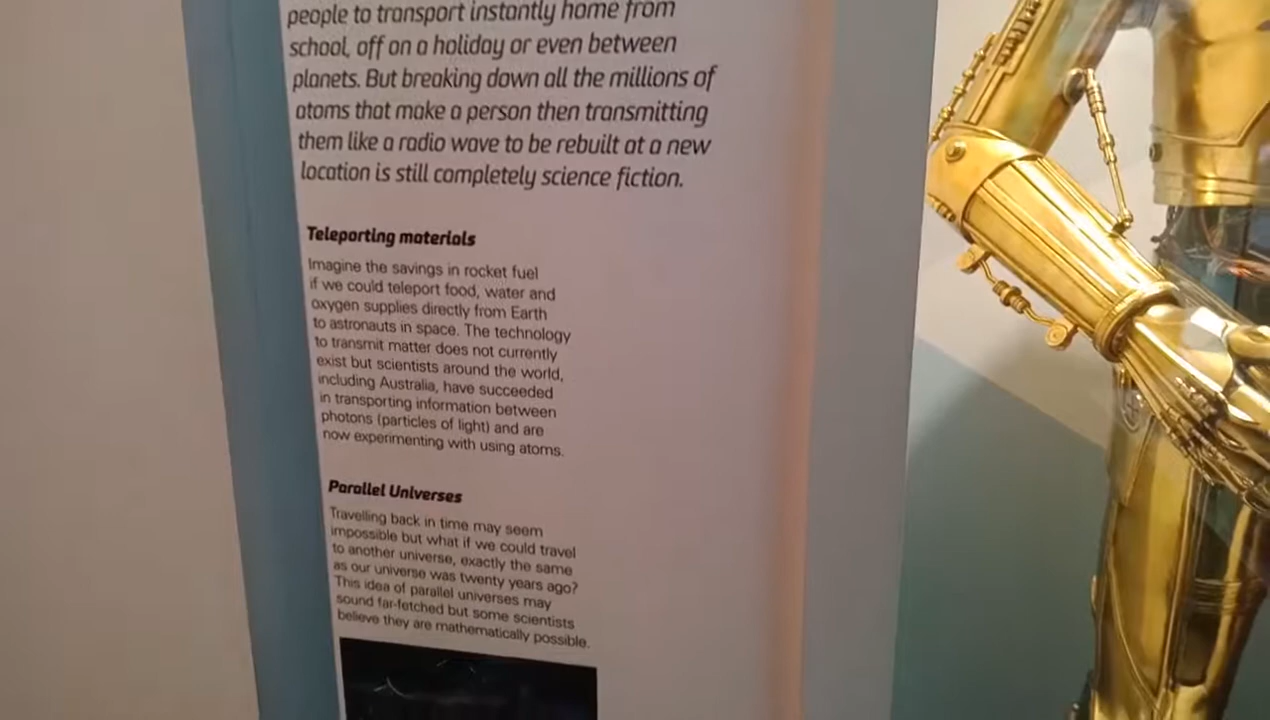 people to transport instantly home from
school, off on a holiday or even between
planets. But breaking down all the millions of
atoms that make a person then transmitting
them like a radio wave to be rebuilt at a new
location is still completely science fiction.
Teleporting materials
Imagine the savings in rocket fuel
if we could teleport food, water and
oxygen supplies directly from Earth
to astronauts in space. The technology
to transmit matter does not currently
exist but scientists around the world,
including Australia, have succeeded
in transporting information between
photons (particles of light) and are
now experimenting with using atoms.
Parallel Universes
Travelling back in time may seem
impossible but what if we could travel
to another universe, exactly the same
as our universe was twenty years ago?
This idea of parallel universes may
sound far-fetched but some scientists
believe they are mathematically possible.